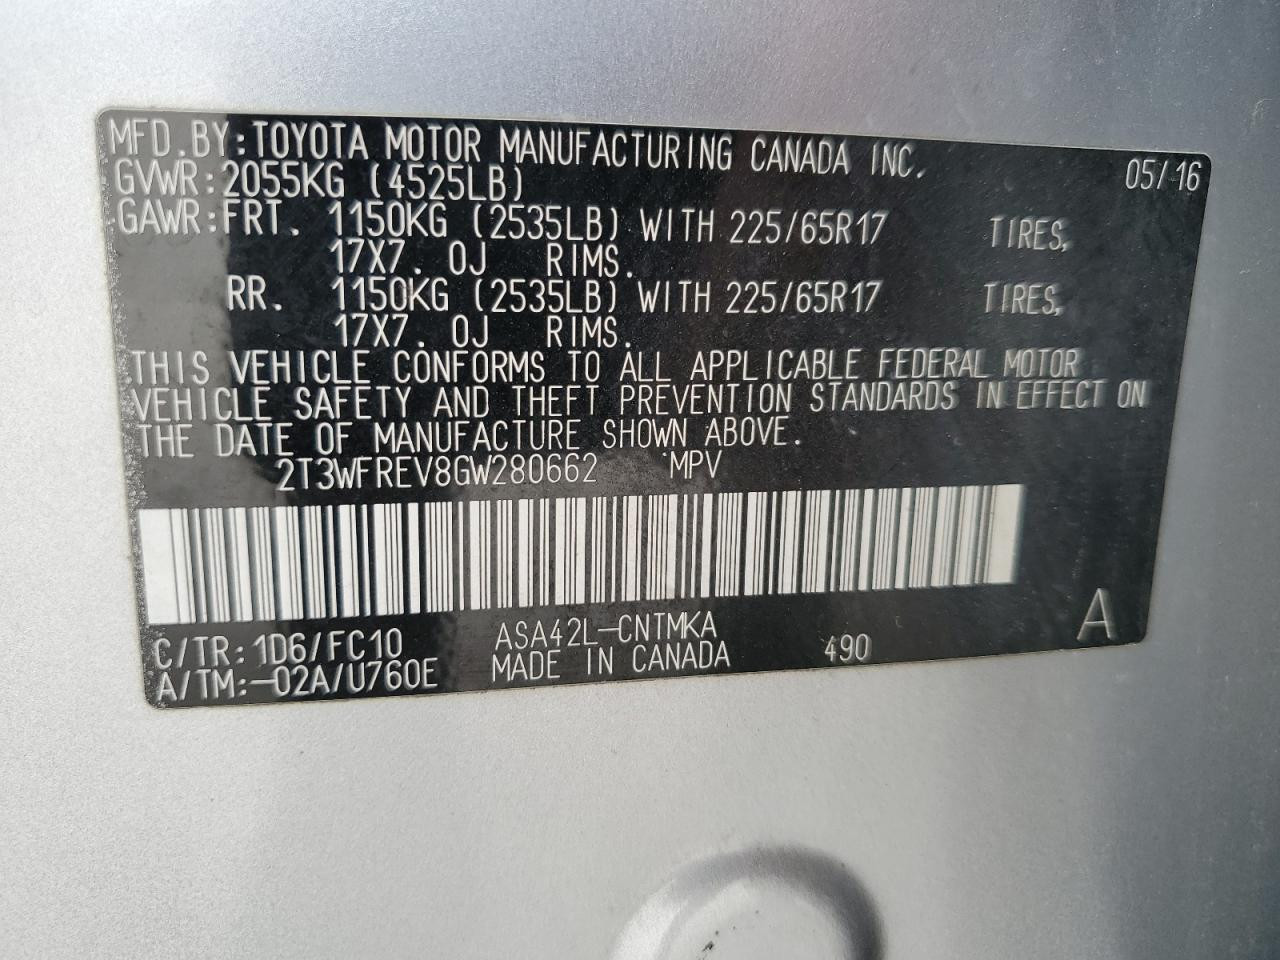 MFD.BY:TOYOTA MOTOR MANUFACTURING CANADA INC. 05/16
GVWR:2055KG (4525LB)
GAWR:FRT. 1150KG (2535LB) WITH 225/65R17 TIRES,
17X7.0J RIMS.
RR. 1150KG (2535LB) WITH 225/65R17 TIRES,
17X7.0J RIMS.
THIS VEHICLE CONFORMS TO ALL APPLICABLE FEDERAL MOTOR
VEHICLE SAFETY AND THEFT PREVENTION STANDARDS IN EFFECT ON
THE DATE OF MANUFACTURE SHOWN ABOVE.
2T3WFREV8GW280662 MPV
C/TR:1D6/FC10 ASA42L-CNTMKA 490 A
A/TM:-02A/U760E MADE IN CANADA